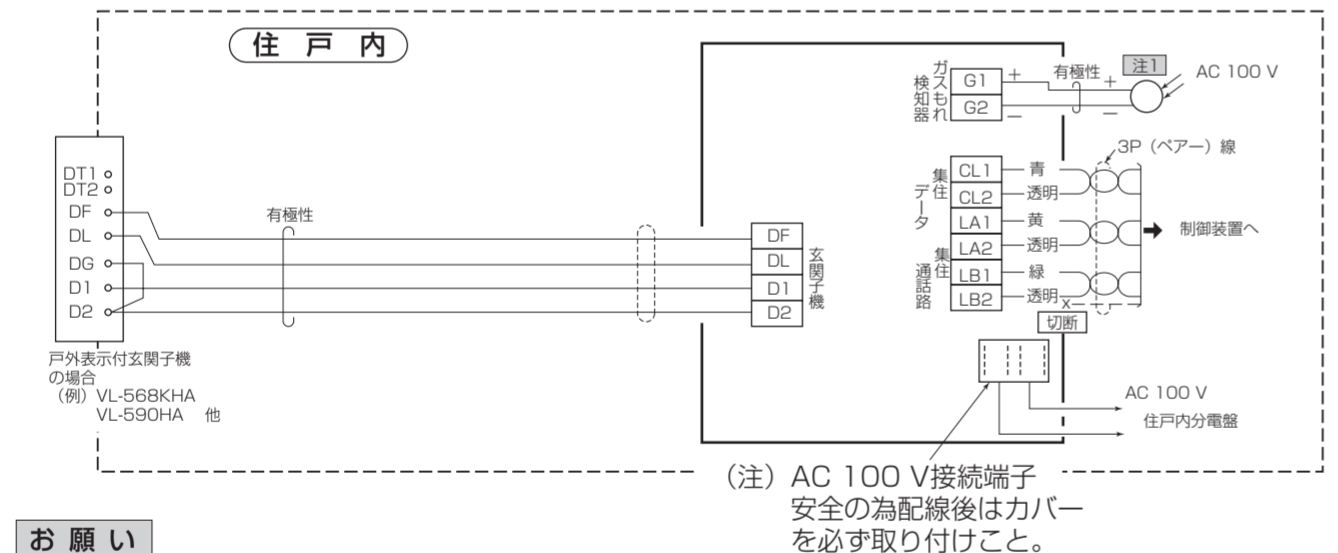 住 戸 内
DT1
DT2
DF
DL
DG
D1
D2
戸外表示付玄関子機
の場合
(例) VL-568KHA
VL-590HA 他
有極性
DF
DL
D1
D2
玄関子機
ガスもれ
検知器
G1
G2
+
−
有極性
+
−
注1
AC 100 V
3P(ペアー)線
集住
データ
CL1
CL2
LA1
LA2
LB1
LB2
集住
通話路
青
透明
黄
透明
緑
透明
x
切断
制御装置へ
AC 100 V
住戸内分電盤
(注)AC 100 V接続端子
安全の為配線後はカバー
を必ず取り付けこと。
お 願 い